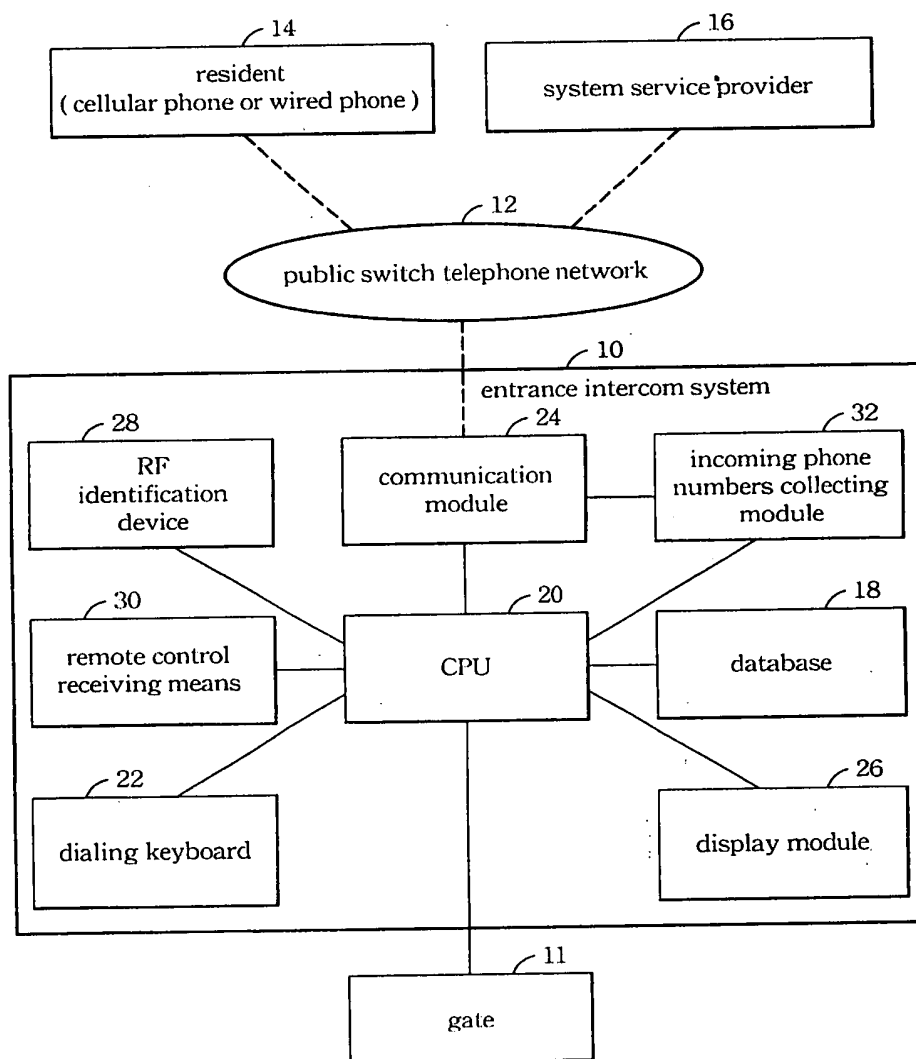 14
resident
( cellular phone or wired phone )
16
system service provider
12
public switch telephone network
10
entrance intercom system
28
RF
identification
device
24
communication
module
32
incoming phone
numbers collecting
module
30
remote control
receiving means
20
CPU
18
database
22
dialing keyboard
26
display module
11
gate